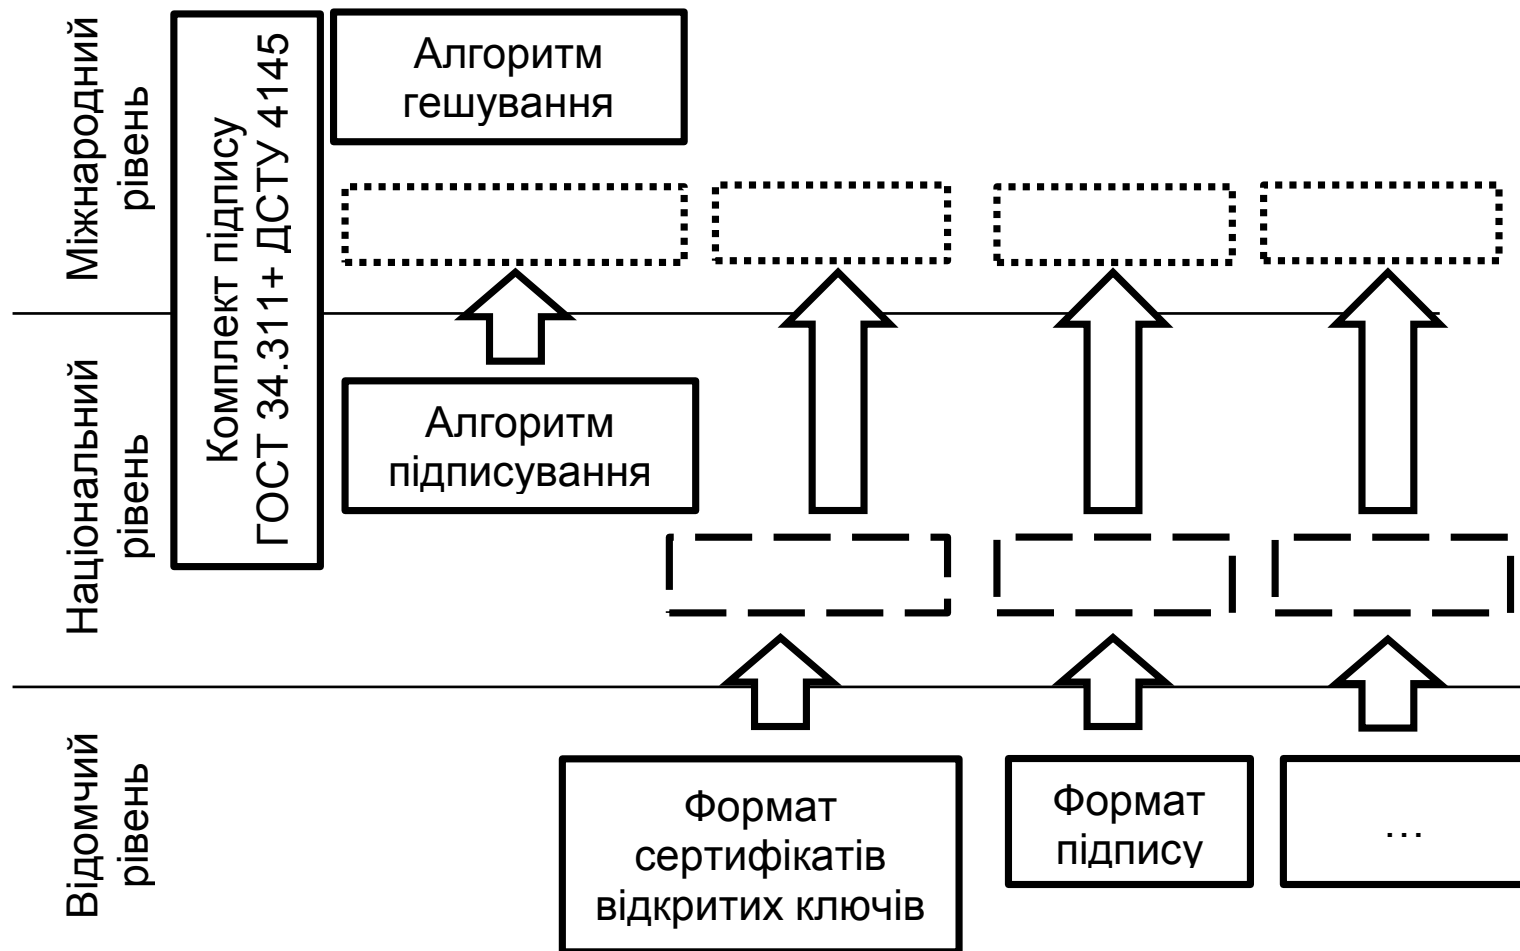 Міжнародний
рівень
Комплект підпису
ГОСТ 34.311+ ДСТУ 4145
Алгоритм
гешування
Національний
рівень
Алгоритм
підписування
Відомчий
рівень
Формат
сертифікатів
відкритих ключів
Формат
підпису
...